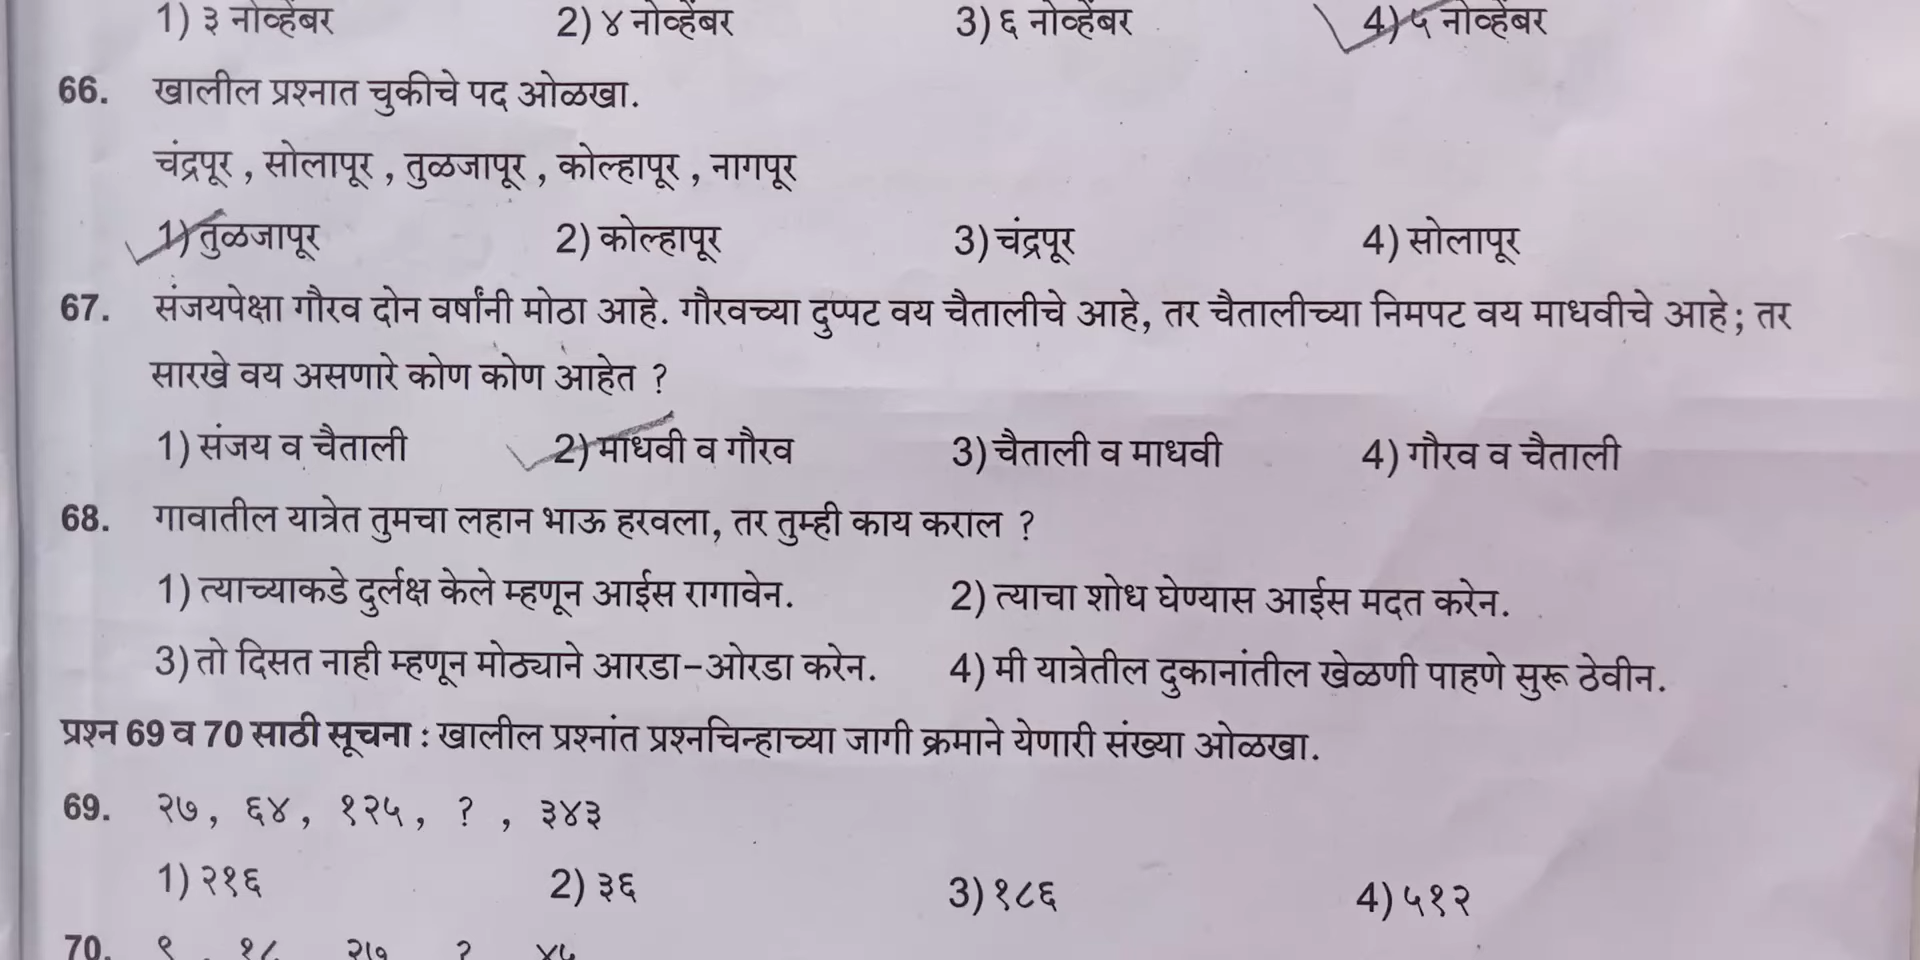 1) ३ नोव्हेंबर 2) ४ नोव्हेंबर 3) ६ नोव्हेंबर 4) ५ नोव्हेंबर
66. खालील प्रश्नात चुकीचे पद ओळखा.
चंद्रपूर , सोलापूर , तुळजापूर , कोल्हापूर , नागपूर
1) तुळजापूर 2) कोल्हापूर 3) चंद्रपूर 4) सोलापूर
67. संजयपेक्षा गौरव दोन वर्षांनी मोठा आहे. गौरवच्या दुप्पट वय चैतालीचे आहे, तर चैतालीच्या निमपट वय माधवीचे आहे; तर
सारखे वय असणारे कोण कोण आहेत ?
1) संजय व चैताली 2) माधवी व गौरव 3) चैताली व माधवी 4) गौरव व चैताली
68. गावातील यात्रेत तुमचा लहान भाऊ हरवला, तर तुम्ही काय कराल ?
1) त्याच्याकडे दुर्लक्ष केले म्हणून आईस रागावेन. 2) त्याचा शोध घेण्यास आईस मदत करेन.
3) तो दिसत नाही म्हणून मोठ्याने आरडा-ओरडा करेन. 4) मी यात्रेतील दुकानांतील खेळणी पाहणे सुरू ठेवीन.
प्रश्न 69 व 70 साठी सूचना : खालील प्रश्नांत प्रश्नचिन्हाच्या जागी क्रमाने येणारी संख्या ओळखा.
69. २७, ६४, १२५, ? , ३४३
1) २१६ 2) ३६ 3) १८६ 4) ५१२
70. ९ , १८ २७ ? ४५